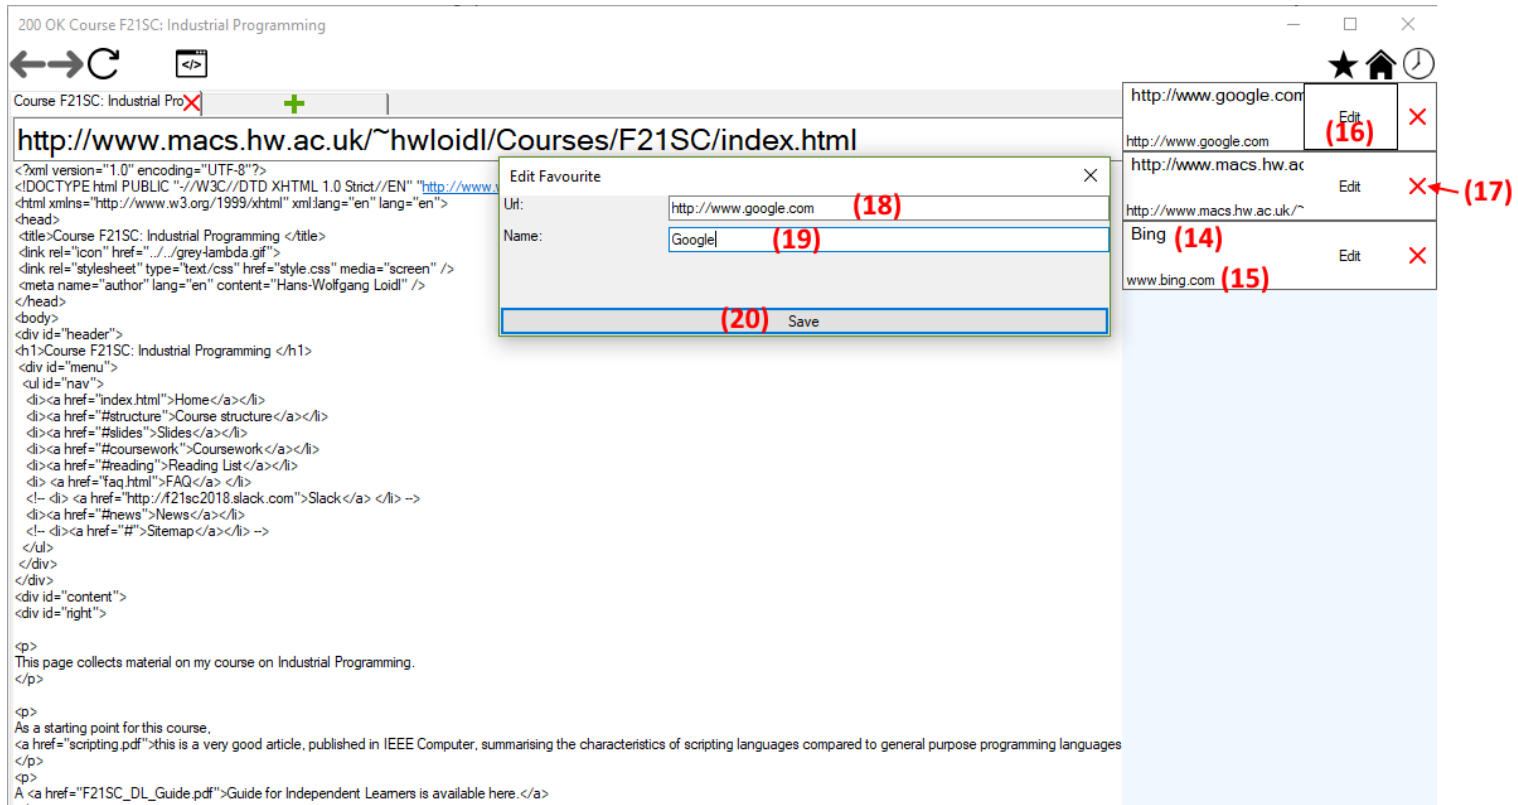 200 OK Course F21SC: Industrial Programming
</>
Course F21SC: Industrial Pro
http://www.macs.hw.ac.uk/~hwloidl/Courses/F21SC/index.html
<?xml version="1.0" encoding="UTF-8"?>
<!DOCTYPE html PUBLIC "-//W3C//DTD XHTML 1.0 Strict//EN" "http://www.
<html xmlns="http://www.w3.org/1999/xhtml" xml:lang="en" lang="en">
<head>
<title>Course F21SC: Industrial Programming </title>
<link rel="icon" href="../../grey-lambda.gif">
<link rel="stylesheet" type="text/css" href="style.css" media="screen" />
<meta name="author" lang="en" content="Hans-Wolfgang Loidl" />
</head>
<body>
<div id="header">
<h1>Course F21SC: Industrial Programming </h1>
<div id="menu">
<ul id="nav">
<li><a href="index.html">Home</a></li>
<li><a href="#structure">Course structure</a></li>
<li><a href="#slides">Slides</a></li>
<li><a href="#coursework">Coursework</a></li>
<li><a href="#reading">Reading List</a></li>
<li> <a href="faq.html">FAQ</a> </li>
<!-- <li> <a href="http://f21sc2018.slack.com">Slack</a> </li> -->
<li><a href="#news">News</a></li>
<!-- <li><a href="#">Sitemap</a></li> -->
</ul>
</div>
</div>
<div id="content">
<div id="right">
<p>
This page collects material on my course on Industrial Programming.
</p>
<p>
As a starting point for this course,
<a href="scripting.pdf">this is a very good article, published in IEEE Computer, summarising the characteristics of scripting languages compared to general purpose programming languages
</p>
<p>
A <a href="F21SC_DL_Guide.pdf">Guide for Independent Learners is available here.</a>
Edit Favourite
Url:
http://www.google.com (18)
Name:
Google (19)
(20) Save
http://www.google.com
Edit
(16)
http://www.google.com
http://www.macs.hw.ac
Edit
(17)
http://www.macs.hw.ac.uk/~
Bing (14)
Edit
www.bing.com (15)